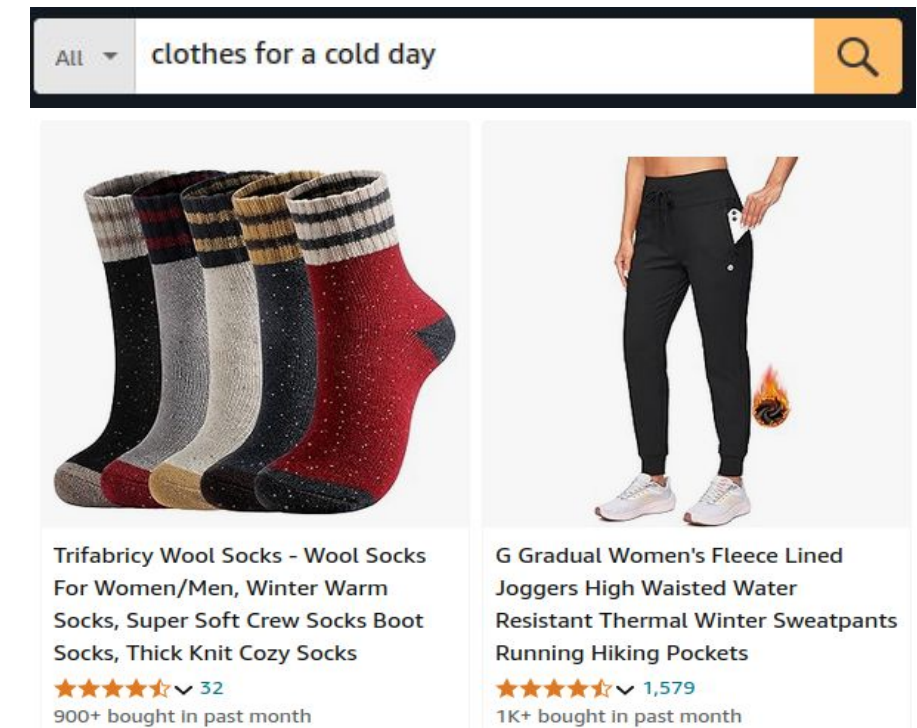 All
clothes for a cold day
Trifabricy Wool Socks - Wool Socks
For Women/Men, Winter Warm
Socks, Super Soft Crew Socks Boot
Socks, Thick Knit Cozy Socks
32
900+ bought in past month
G Gradual Women's Fleece Lined
Joggers High Waisted Water
Resistant Thermal Winter Sweatpants
Running Hiking Pockets
1,579
1K+ bought in past month